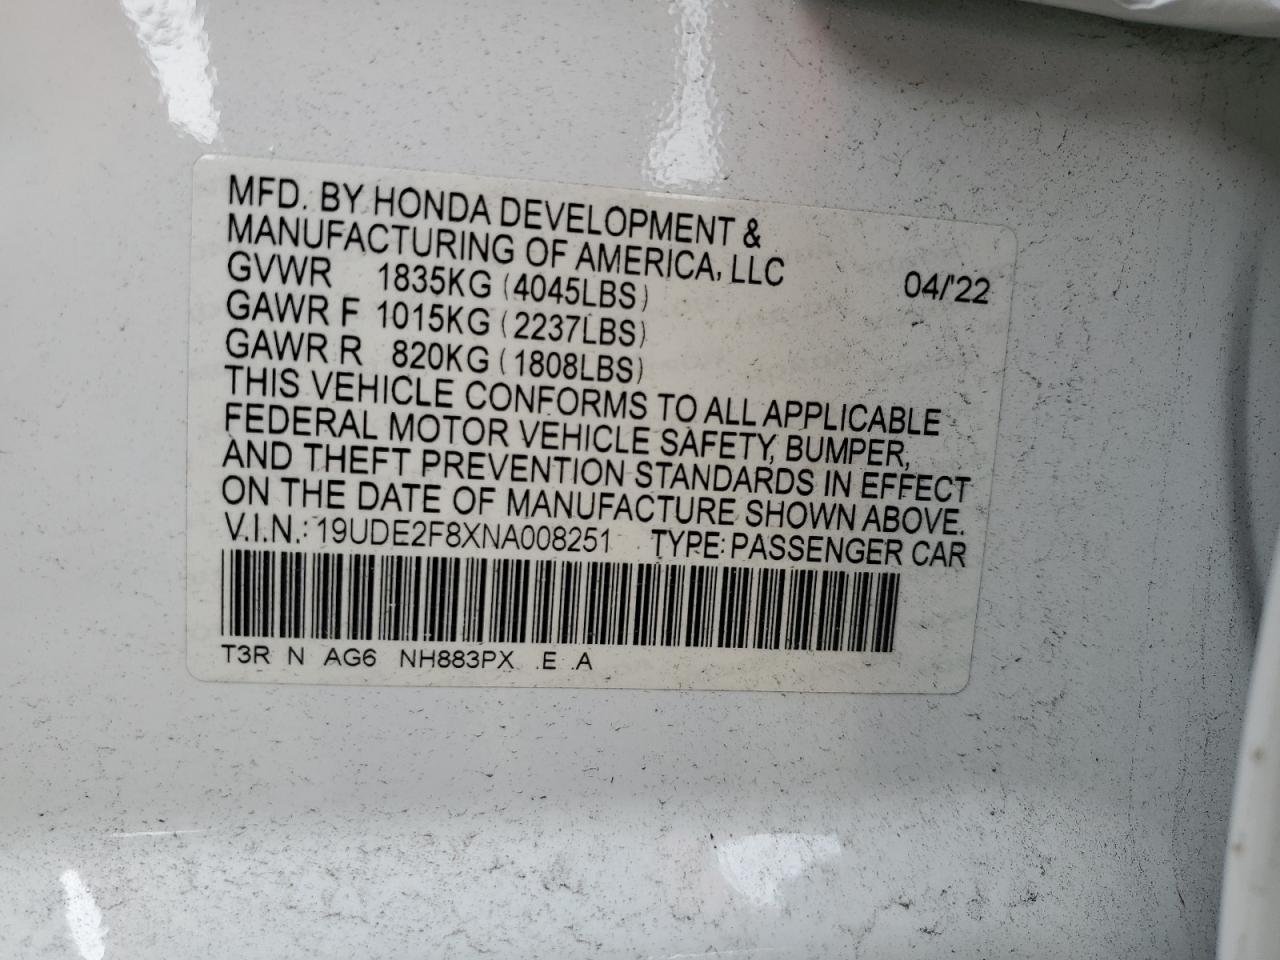 MFD. BY HONDA DEVELOPMENT &
MANUFACTURING OF AMERICA, LLC
GVWR 1835KG (4045LBS) 04/'22
GAWR F 1015KG (2237LBS)
GAWR R 820KG (1808LBS)
THIS VEHICLE CONFORMS TO ALL APPLICABLE
FEDERAL MOTOR VEHICLE SAFETY, BUMPER,
AND THEFT PREVENTION STANDARDS IN EFFECT
ON THE DATE OF MANUFACTURE SHOWN ABOVE.
V.I.N.: 19UDE2F8XNA008251 TYPE: PASSENGER CAR
T3R N AG6 NH883PX E A